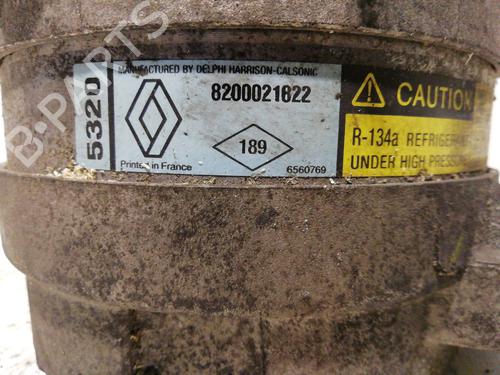 5320
MANUFACTURED BY DELPHI HARRISON-CALSONIC
8200021822
189
Printed in France
6560769
CAUTION
R-134a REFRIGERANT
UNDER HIGH PRESSURE
B-PARTS